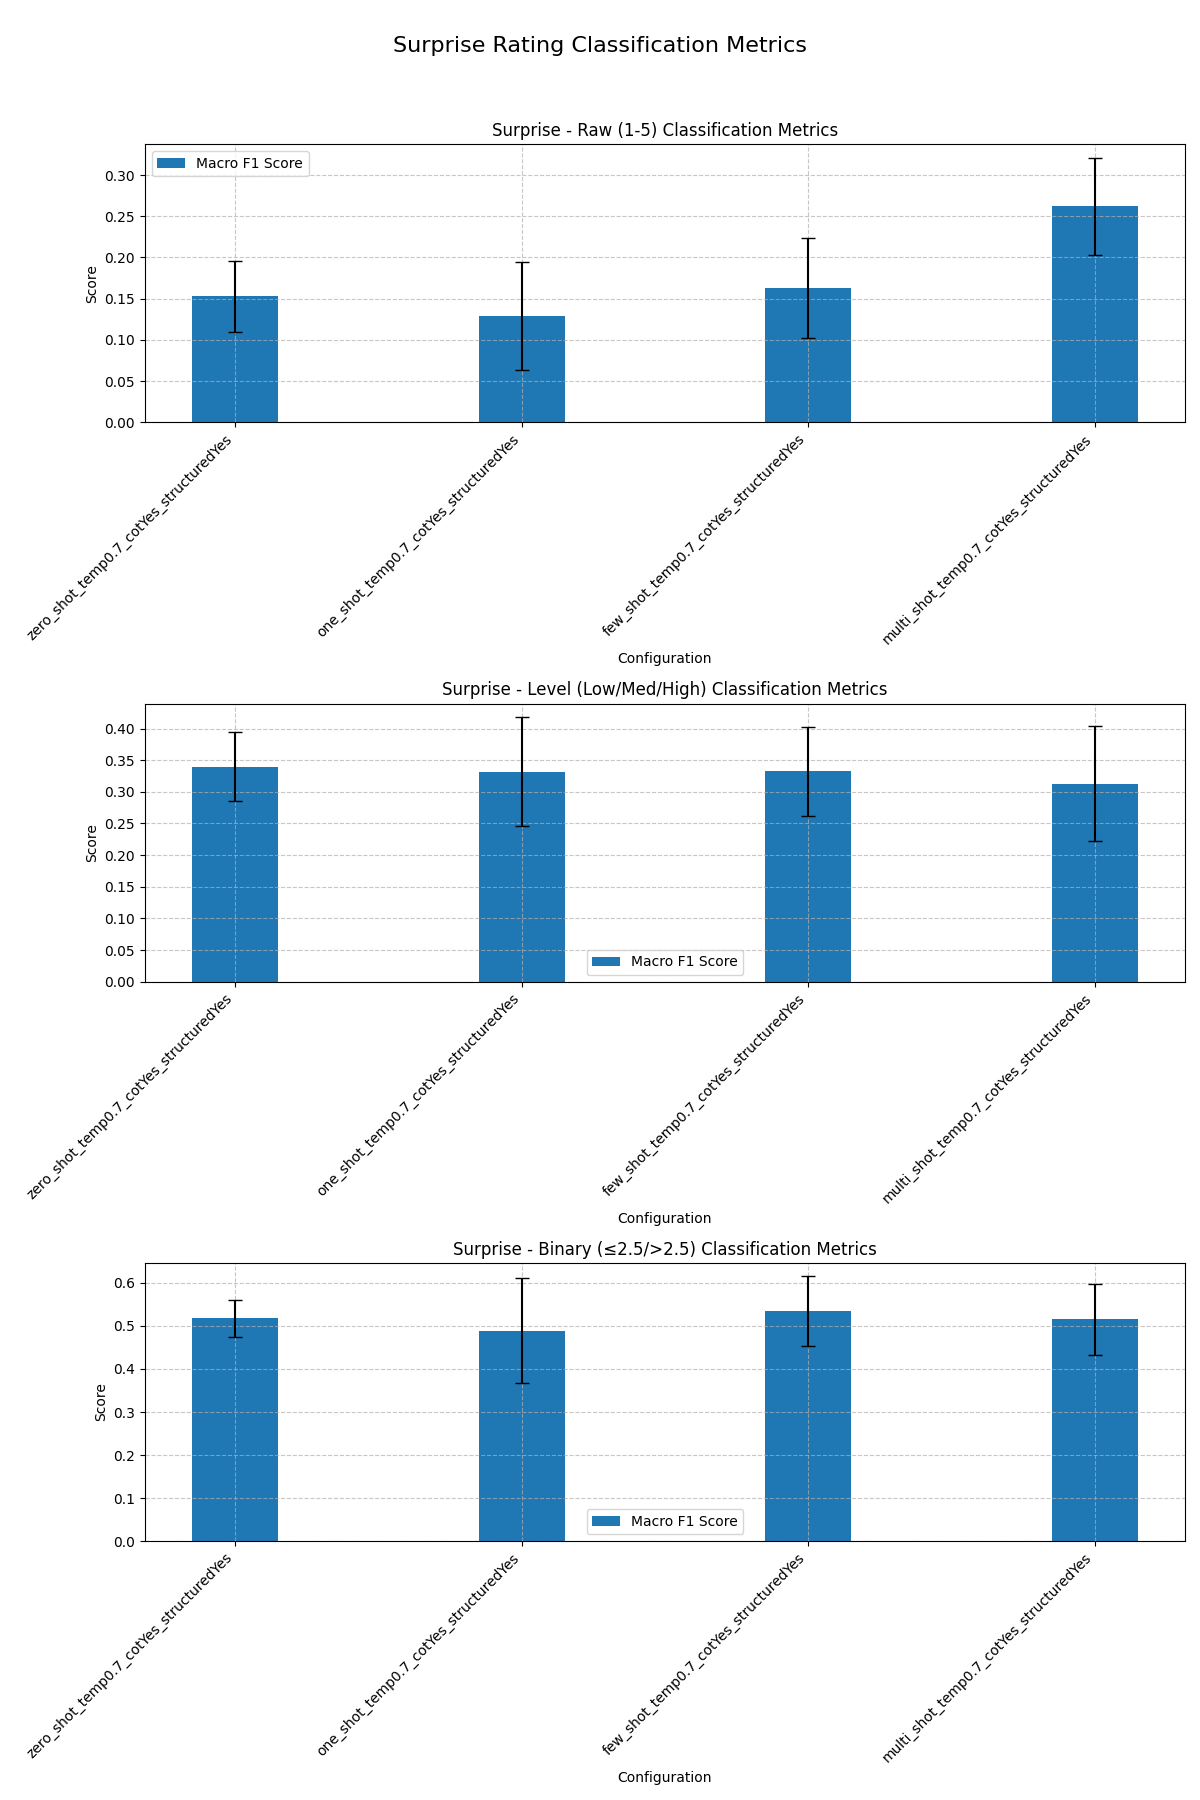 Surprise Rating Classification Metrics
Surprise - Raw (1-5) Classification Metrics
Macro F1 Score
0.30
0.25
0.20
0.15
0.10
0.05
0.00
Score
zero_shot_temp0.7_cotYes_structuredYes
one_shot_temp0.7_cotYes_structuredYes
few_shot_temp0.7_cotYes_structuredYes
multi_shot_temp0.7_cotYes_structuredYes
Configuration
Surprise - Level (Low/Med/High) Classification Metrics
0.40
0.35
0.30
0.25
0.20
0.15
0.10
0.05
0.00
Score
Macro F1 Score
zero_shot_temp0.7_cotYes_structuredYes
one_shot_temp0.7_cotYes_structuredYes
few_shot_temp0.7_cotYes_structuredYes
multi_shot_temp0.7_cotYes_structuredYes
Configuration
Surprise - Binary (≤2.5/>2.5) Classification Metrics
0.6
0.5
0.4
0.3
0.2
0.1
0.0
Score
Macro F1 Score
zero_shot_temp0.7_cotYes_structuredYes
one_shot_temp0.7_cotYes_structuredYes
few_shot_temp0.7_cotYes_structuredYes
multi_shot_temp0.7_cotYes_structuredYes
Configuration